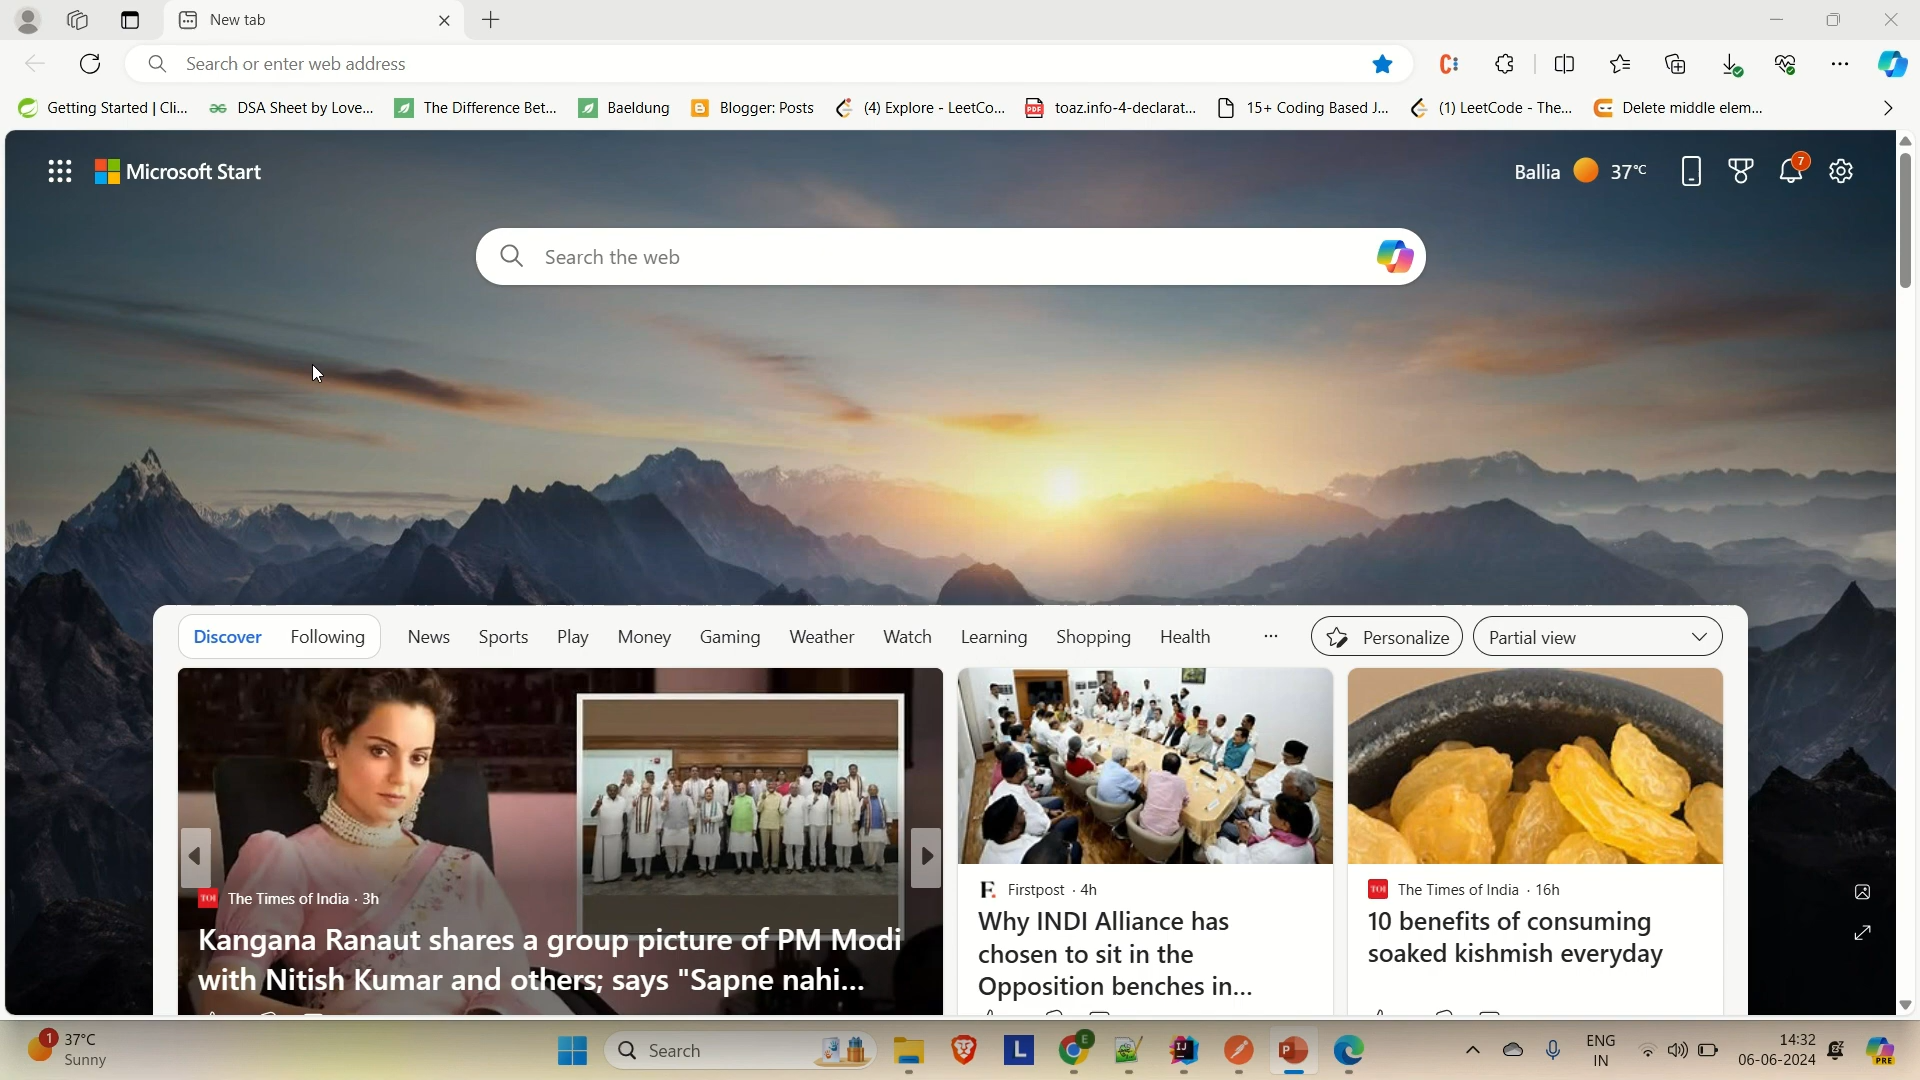 New tab
Search or enter web address
Getting Started | Cli... DSA Sheet by Love... The Difference Bet... Baeldung Blogger: Posts (4) Explore - LeetCo... toaz.info-4-declarat... 15+ Coding Based J... (1) LeetCode - The... Delete middle elem...
Microsoft Start
Ballia 37°C
7
Search the web
Discover Following News Sports Play Money Gaming Weather Watch Learning Shopping Health ... Personalize Partial view
The Times of India · 3h
Kangana Ranaut shares a group picture of PM Modi
with Nitish Kumar and others; says "Sapne nahi...
F. Firstpost · 4h
Why INDI Alliance has
chosen to sit in the
Opposition benches in...
TOI The Times of India · 16h
10 benefits of consuming
soaked kishmish everyday
1 37°C
Sunny
Search
L
E
IJ
P
ENG
IN
14:32
06-06-2024
PRE